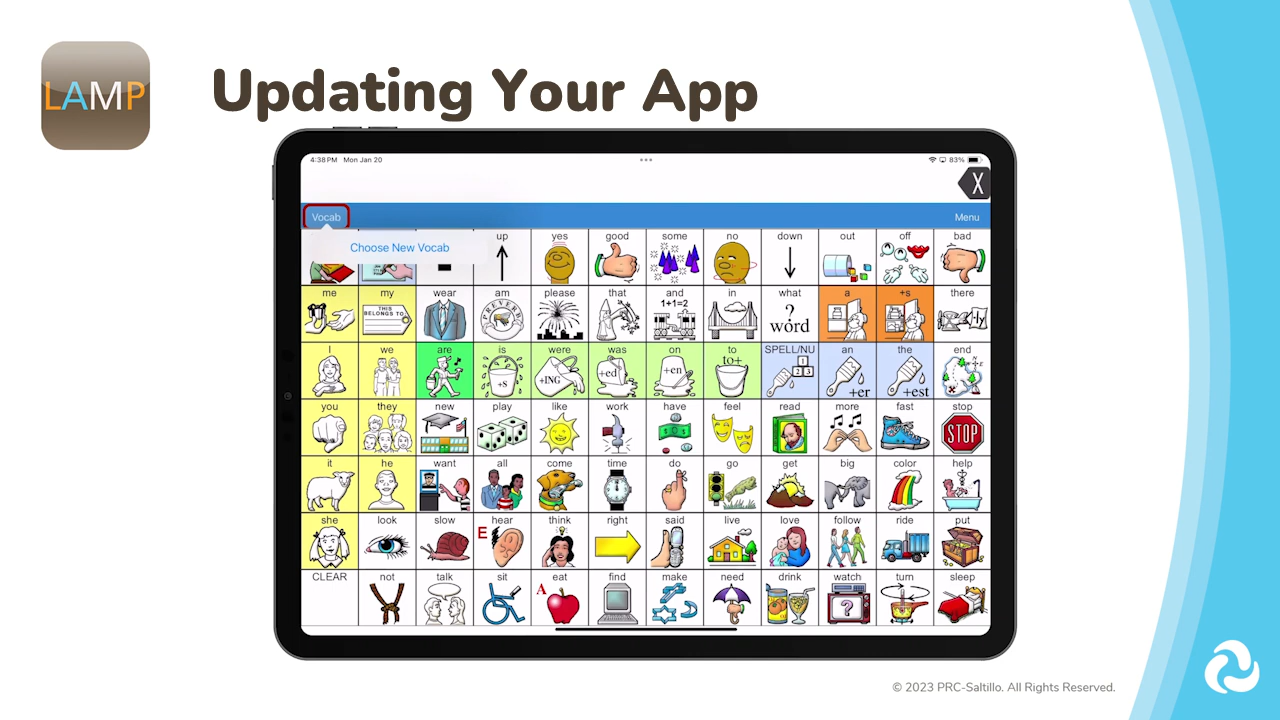 LAMP
Updating Your App
4:38 PM Mon Jan 20
83%
X
Vocab
Menu
Choose New Vocab
up yes good some no down out off bad
me my wear am please that and in what a +s there
THIS BELONGS TO
PREVERB
1+1=2
?
word
+ly
I we are is were was on to SPELL/NU an the end
+s
+ING
+ed
+en
to+
1 2 3
+er
+est
you they new play like work have feel read more fast stop
STOP
it he want all come time do go get big color help
she look slow hear think right said live love follow ride put
E
CLEAR not talk sit eat find make need drink watch turn sleep
A
?
© 2023 PRC-Saltillo. All Rights Reserved.